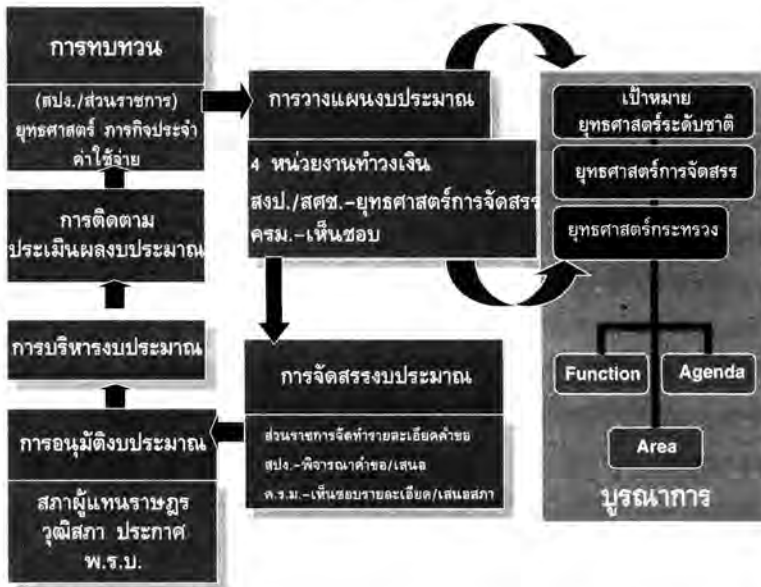 การทบทวน
(สปง./ส่วนราชการ)
ยุทธศาสตร์ ภารกิจประจำ
ค่าใช้จ่าย
การวางแผนงบประมาณ
4 หน่วยงานทำวงเงิน
สงป./สศช.-ยุทธศาสตร์การจัดสรร
ครม.-เห็นชอบ
เป้าหมาย
ยุทธศาสตร์ระดับชาติ
ยุทธศาสตร์การจัดสรร
ยุทธศาสตร์กระทรวง
Function
Agenda
Area
บูรณาการ
การติดตาม
ประเมินผลงบประมาณ
การบริหารงบประมาณ
การจัดสรรงบประมาณ
ส่วนราชการจัดทำรายละเอียดคำขอ
สปง.-พิจารณาคำขอ/เสนอ
ค.ร.ม.-เห็นชอบรายละเอียด/เสนอสภา
การอนุมัติงบประมาณ
สภาผู้แทนราษฎร
วุฒิสภา ประกาศ
พ.ร.บ.